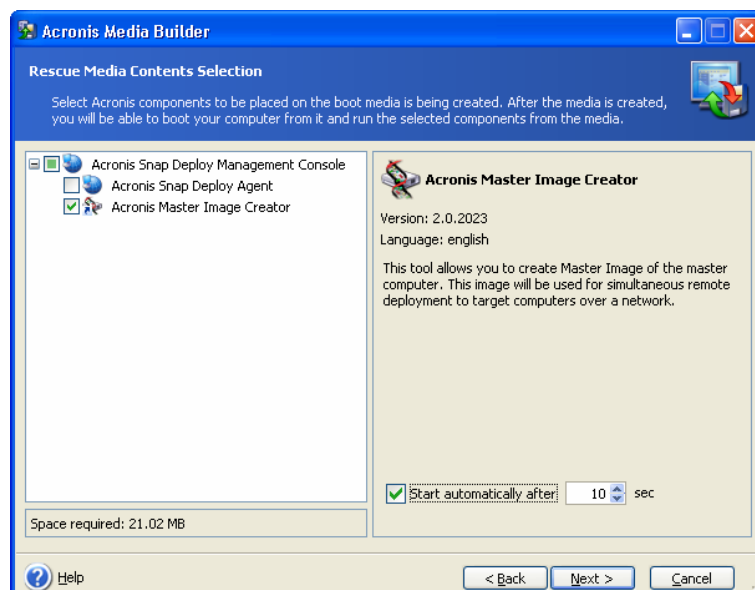 Acronis Media Builder
Rescue Media Contents Selection
Select Acronis components to be placed on the boot media is being created. After the media is created,
you will be able to boot your computer from it and run the selected components from the media.
Acronis Snap Deploy Management Console
Acronis Snap Deploy Agent
Acronis Master Image Creator
Space required: 21.02 MB
Acronis Master Image Creator
Version: 2.0.2023
Language: english
This tool allows you to create Master Image of the master
computer. This image will be used for simultaneous remote
deployment to target computers over a network.
Start automatically after 10 sec
Help
< Back
Next >
Cancel